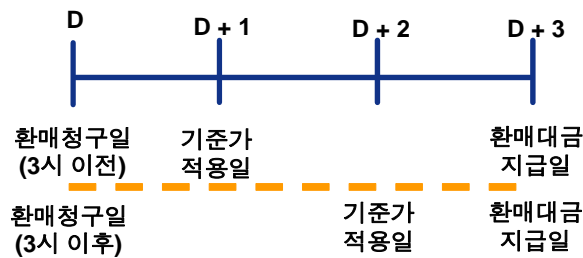 D D + 1 D + 2 D + 3
환매청구일 기준가 환매대금
(3시 이전) 적용일 지급일
환매청구일 기준가 환매대금
(3시 이후) 적용일 지급일